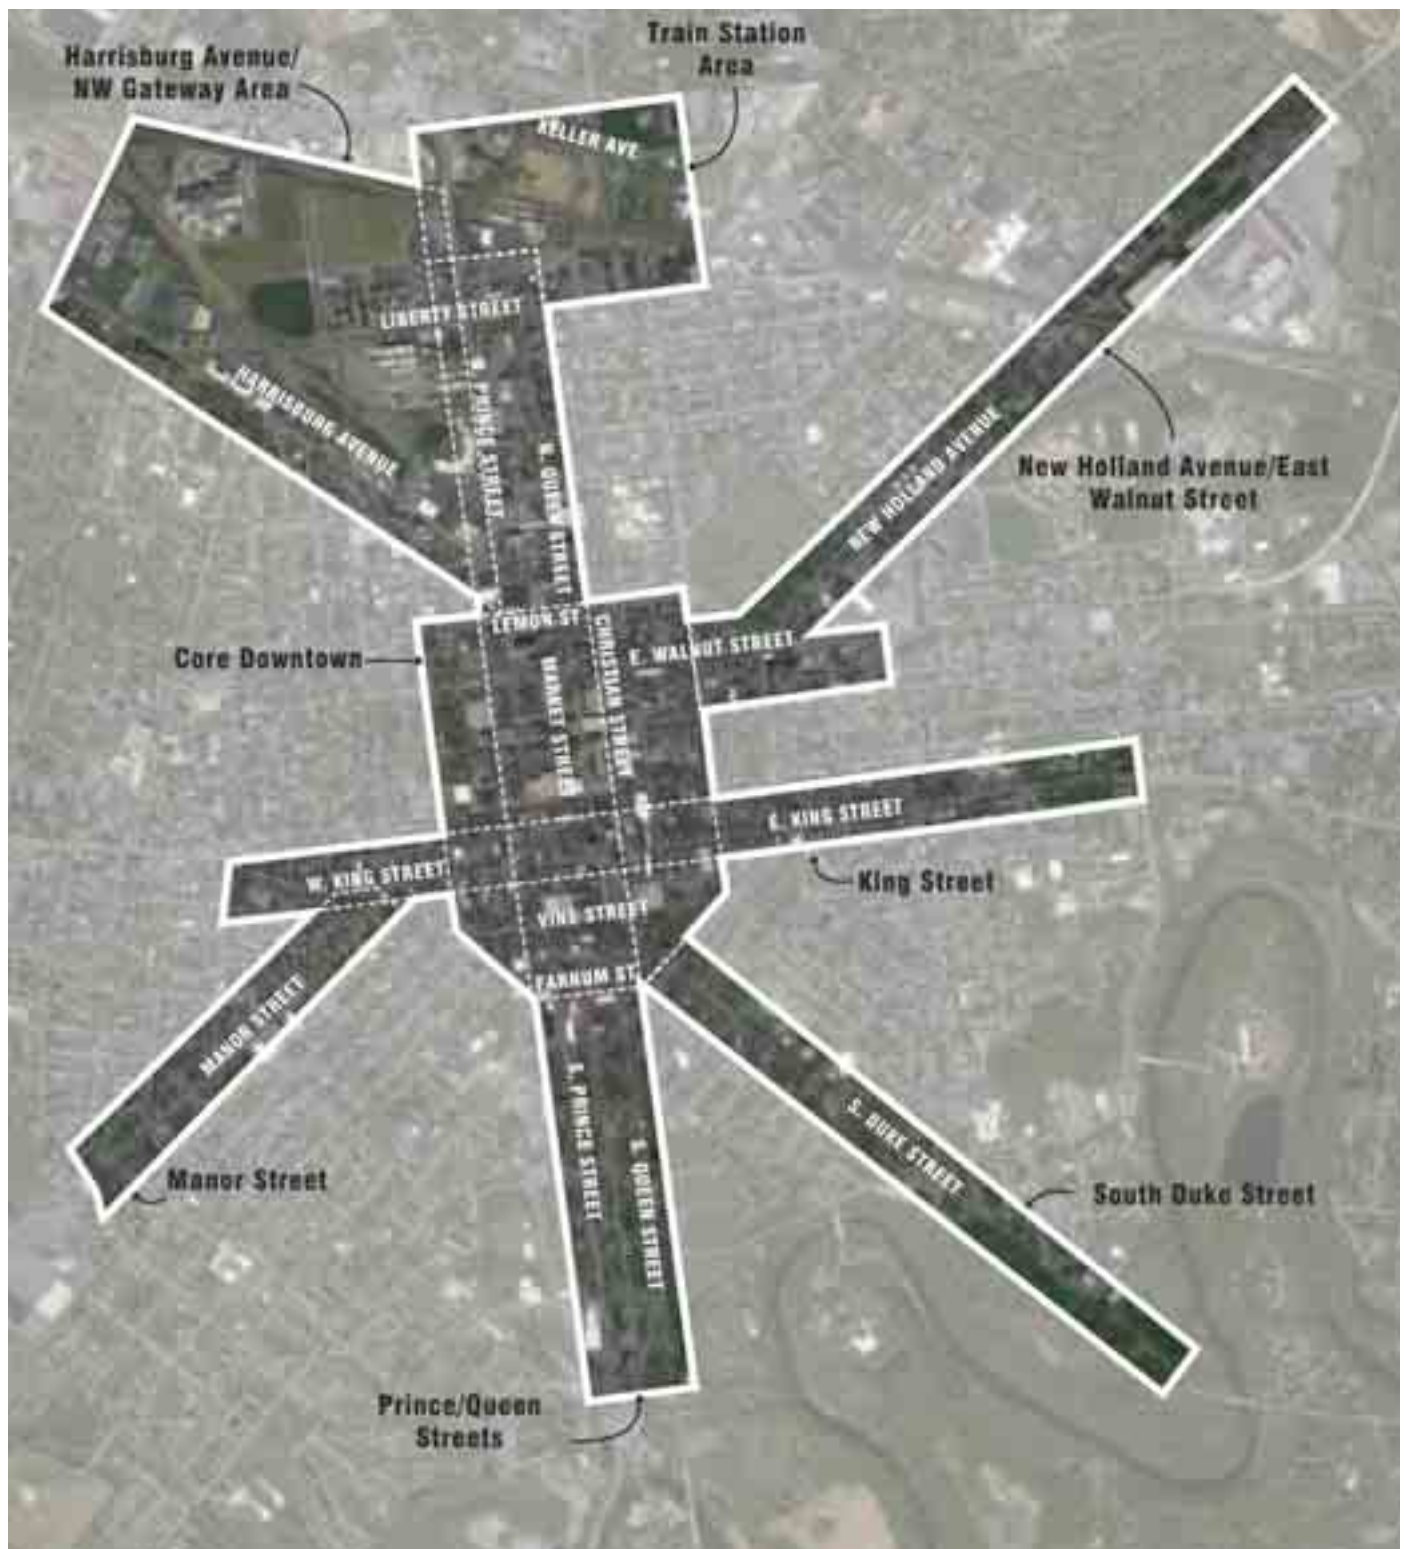 Train Station
Area
Harrisburg Avenue/
NW Gateway Area
KELLER AVE
LIBERTY STREET
HARRISBURG AVENUE
N. PRINCE STREET
N. QUEEN STREET
NEW HOLLAND AVENUE
New Holland Avenue/East
Walnut Street
LEMON ST
CHRISTIAN STREET
E. WALNUT STREET
Core Downtown
MARKET STREET
E. KING STREET
W. KING STREET
King Street
VINE STREET
FARNUM ST
MANOR STREET
S. PRINCE STREET
S. QUEEN STREET
S. DUKE STREET
Manor Street
South Duke Street
Prince/Queen
Streets